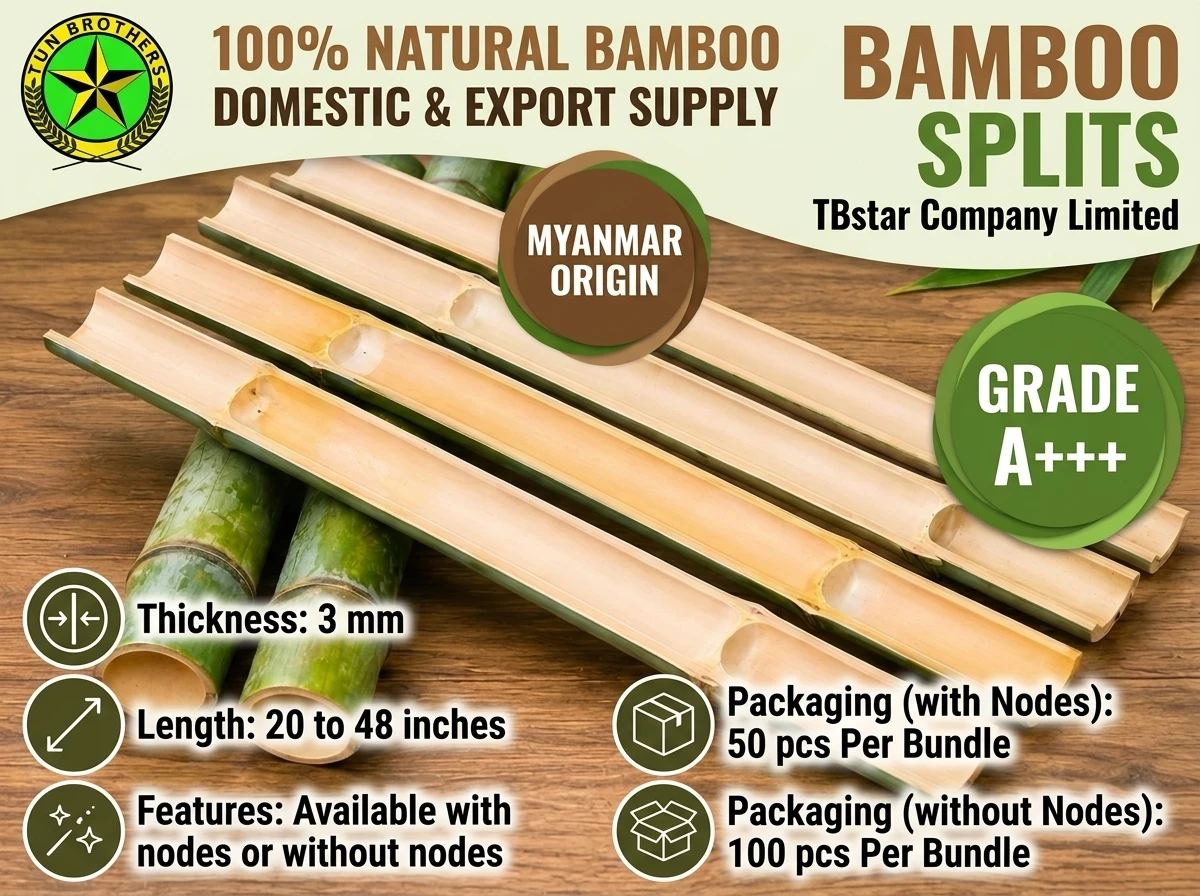 TUN BROTHERS
100% NATURAL BAMBOO
DOMESTIC & EXPORT SUPPLY
BAMBOO
SPLITS
TBstar Company Limited
MYANMAR
ORIGIN
GRADE
A+++
Thickness: 3 mm
Length: 20 to 48 inches
Features: Available with
nodes or without nodes
Packaging (with Nodes):
50 pcs Per Bundle
Packaging (without Nodes):
100 pcs Per Bundle